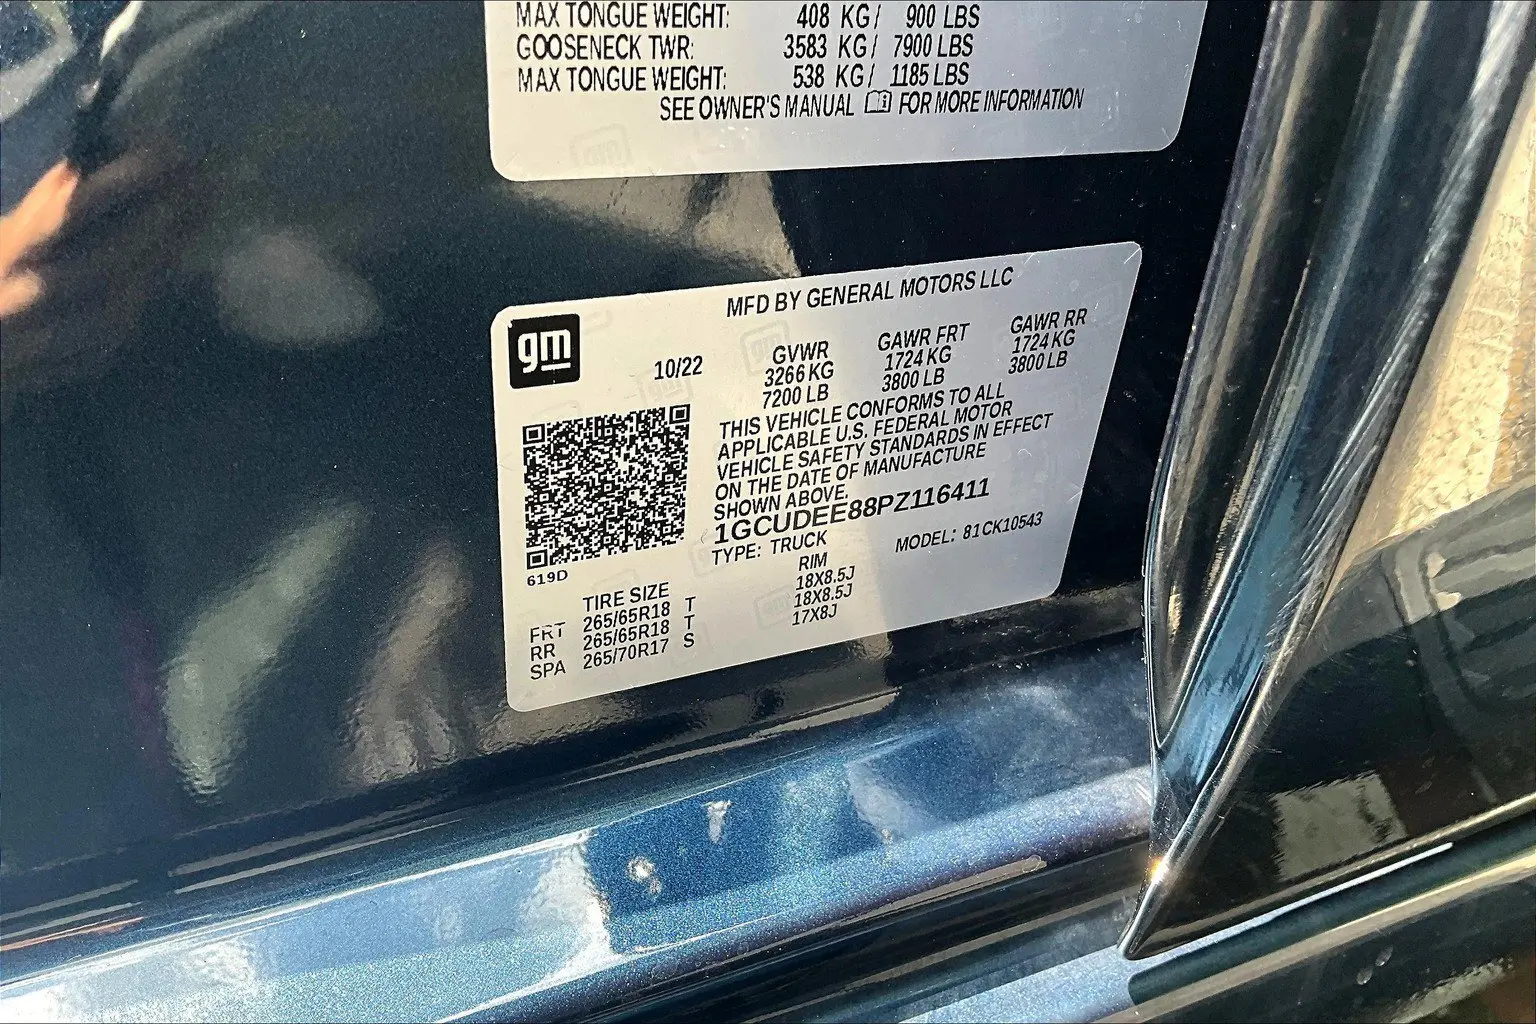 MAX TONGUE WEIGHT: 408 KG/ 900 LBS
GOOSENECK TWR: 3583 KG/ 7900 LBS
MAX TONGUE WEIGHT: 538 KG/ 1185 LBS
SEE OWNER'S MANUAL FOR MORE INFORMATION
MFD BY GENERAL MOTORS LLC
gm
10/22
GVWR GAWR FRT GAWR RR
3266 KG 1724 KG 1724 KG
7200 LB 3800 LB 3800 LB
THIS VEHICLE CONFORMS TO ALL
APPLICABLE U.S. FEDERAL MOTOR
VEHICLE SAFETY STANDARDS IN EFFECT
ON THE DATE OF MANUFACTURE
SHOWN ABOVE.
1GCUDEE88PZ116411
TYPE: TRUCK MODEL: 81CK10543
619D
TIRE SIZE RIM
FRT 265/65R18 T 18X8.5J
RR 265/65R18 T 18X8.5J
SPA 265/70R17 S 17X8J